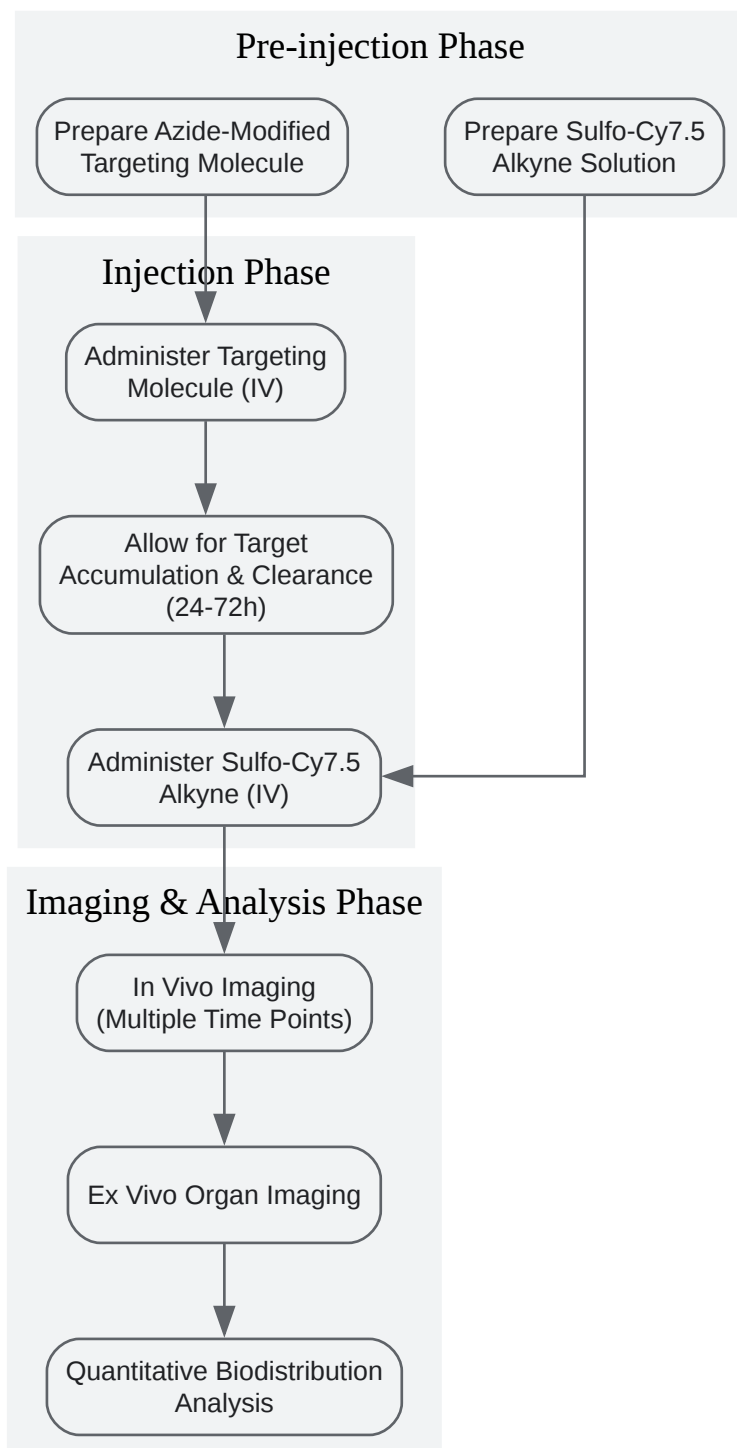 Pre-injection Phase
Prepare Azide-Modified
Targeting Molecule
Prepare Sulfo-Cy7.5
Alkyne Solution
Injection Phase
Administer Targeting
Molecule (IV)
Allow for Target
Accumulation & Clearance
(24-72h)
Administer Sulfo-Cy7.5
Alkyne (IV)
Imaging & Analysis Phase
In Vivo Imaging
(Multiple Time Points)
Ex Vivo Organ Imaging
Quantitative Biodistribution
Analysis